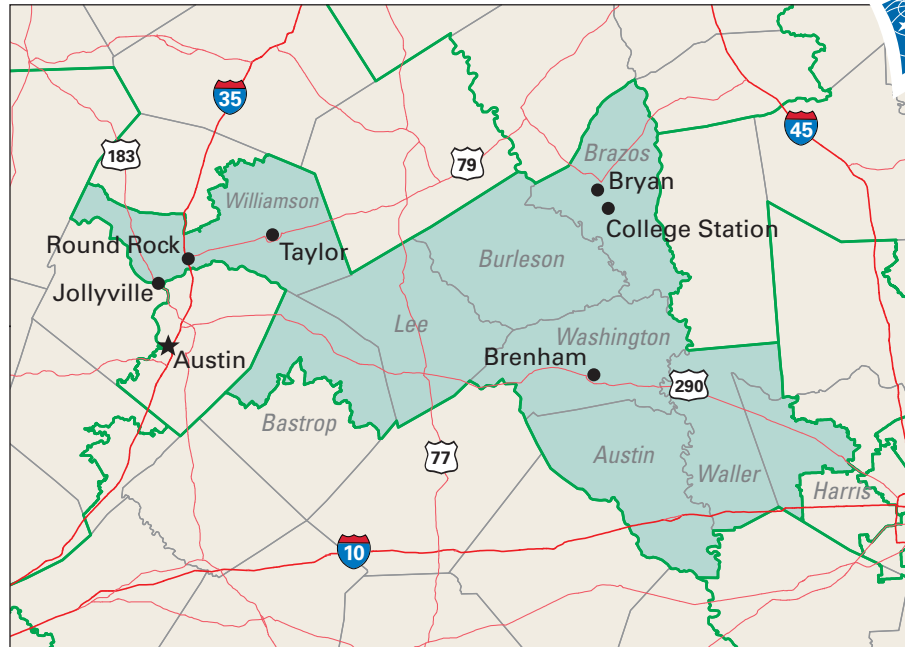 35
45
183
79
Brazos
Bryan
Williamson
College Station
Round Rock
Taylor
Burleson
Jollyville
Lee
Washington
Austin
Brenham
290
Bastrop
77
Austin
Waller
Harris
10